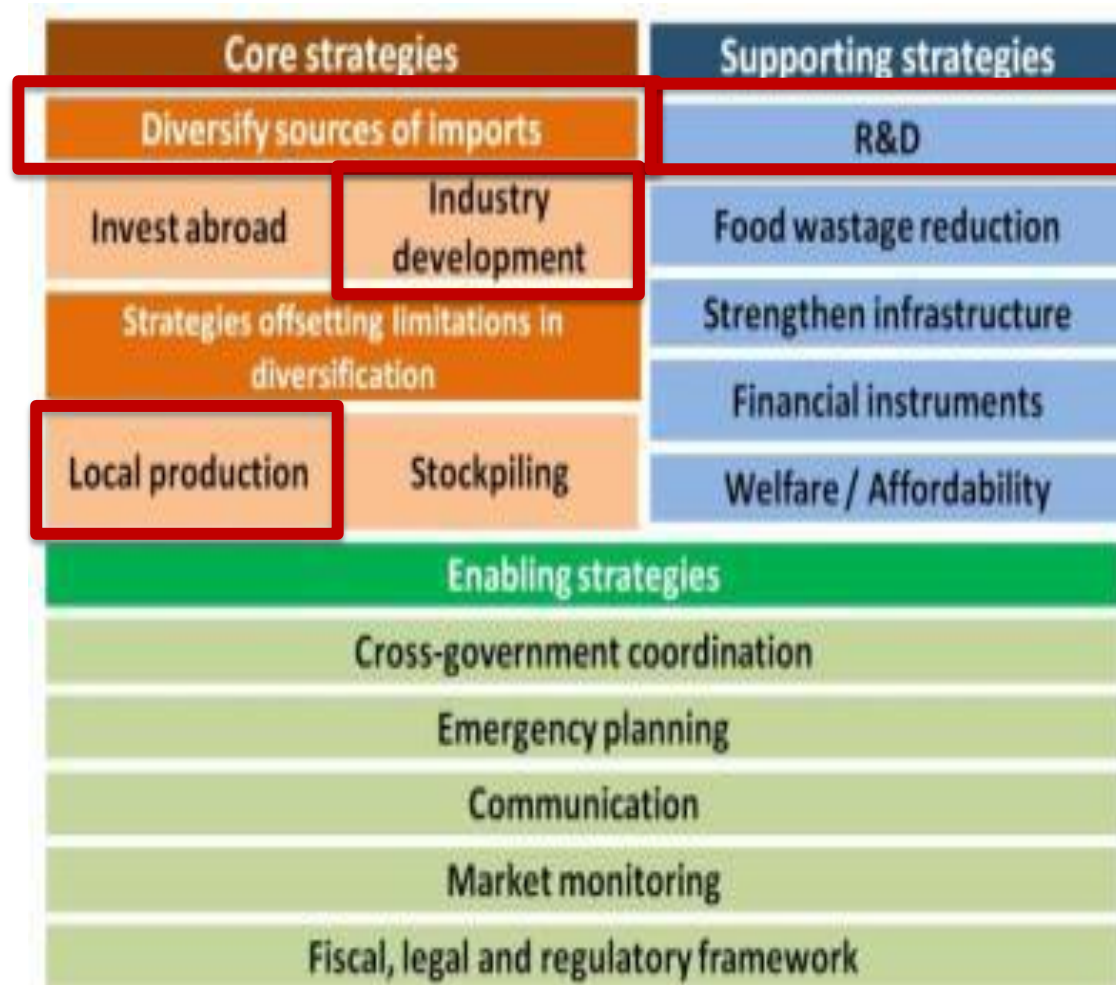 Core strategies
Diversify sources of imports
Invest abroad
Industry
development
Strategies offsetting limitations in
diversification
Local production
Stockpiling
Supporting strategies
R&D
Food wastage reduction
Strengthen infrastructure
Financial instruments
Welfare / Affordability
Enabling strategies
Cross-government coordination
Emergency planning
Communication
Market monitoring
Fiscal, legal and regulatory framework